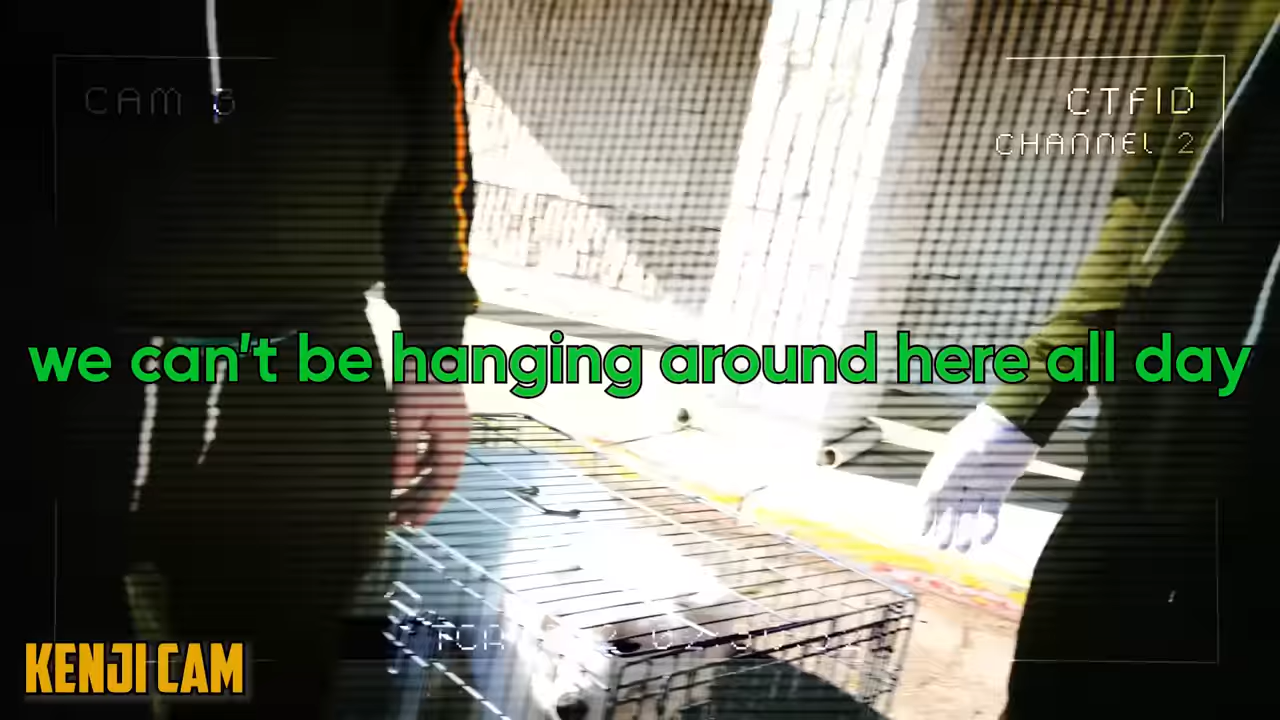 CAM 3
CTFID
CHANNEL 2
we can't be hanging around here all day
KENJI CAM